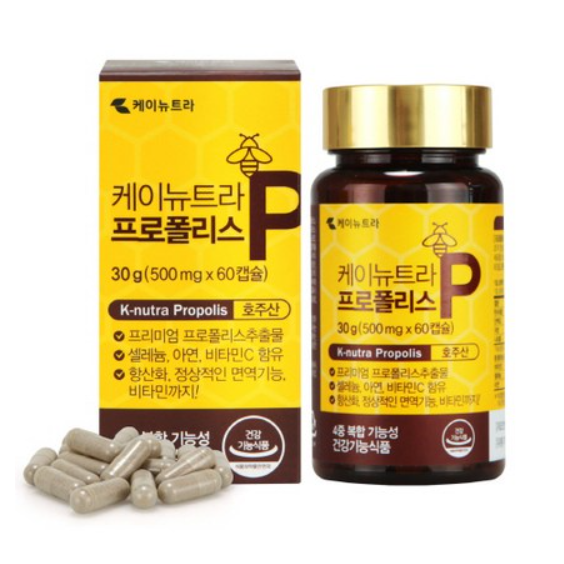 케이뉴트라
케이뉴트라
프로폴리스
P
30g(500mg x 60캡슐)
K-nutra Propolis 호주산
프리미엄 프로폴리스추출물
셀레늄, 아연, 비타민C 함유
항산화, 정상적인 면역기능,
비타민까지!
복합 기능성
건강
기능식품
케이뉴트라
케이뉴트라
프로폴리스
P
30g(500mg x 60캡슐)
K-nutra Propolis 호주산
프리미엄 프로폴리스추출물
셀레늄, 아연, 비타민C 함유
항산화, 정상적인 면역기능, 비타민까지!
4중 복합 기능성
건강기능식품
건강
기능식품